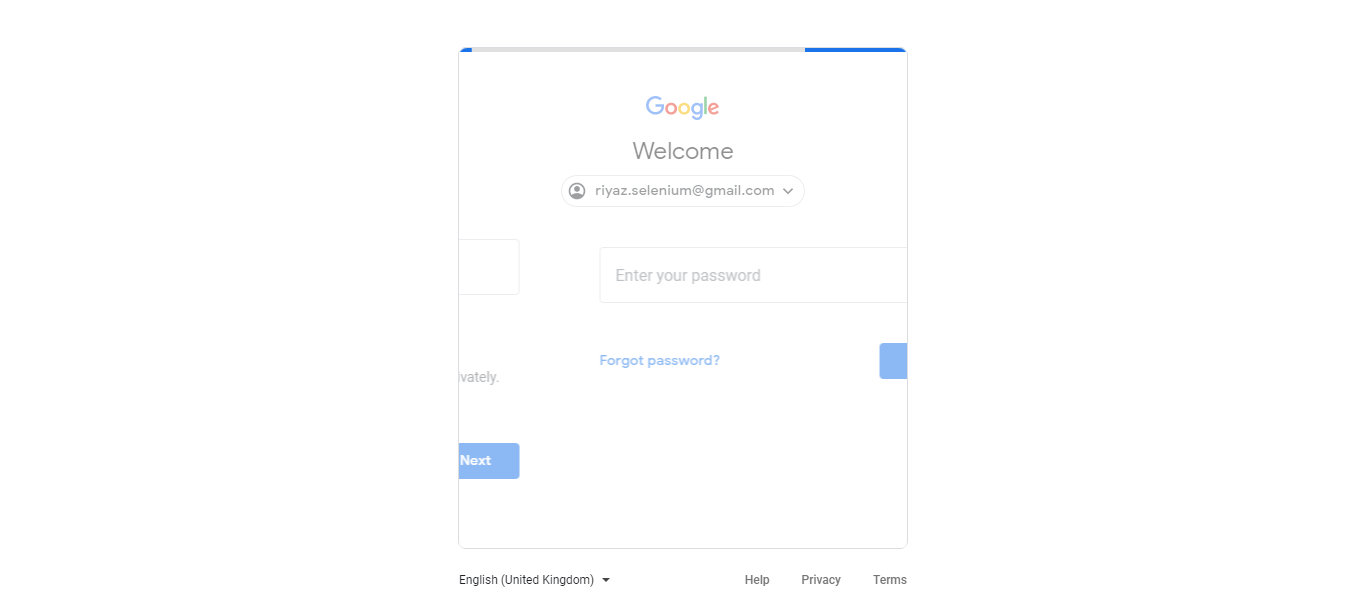 Google
Welcome
riyaz.selenium@gmail.com
Enter your password
Forgot password?
vately.
Next
English (United Kingdom)
Help
Privacy
Terms